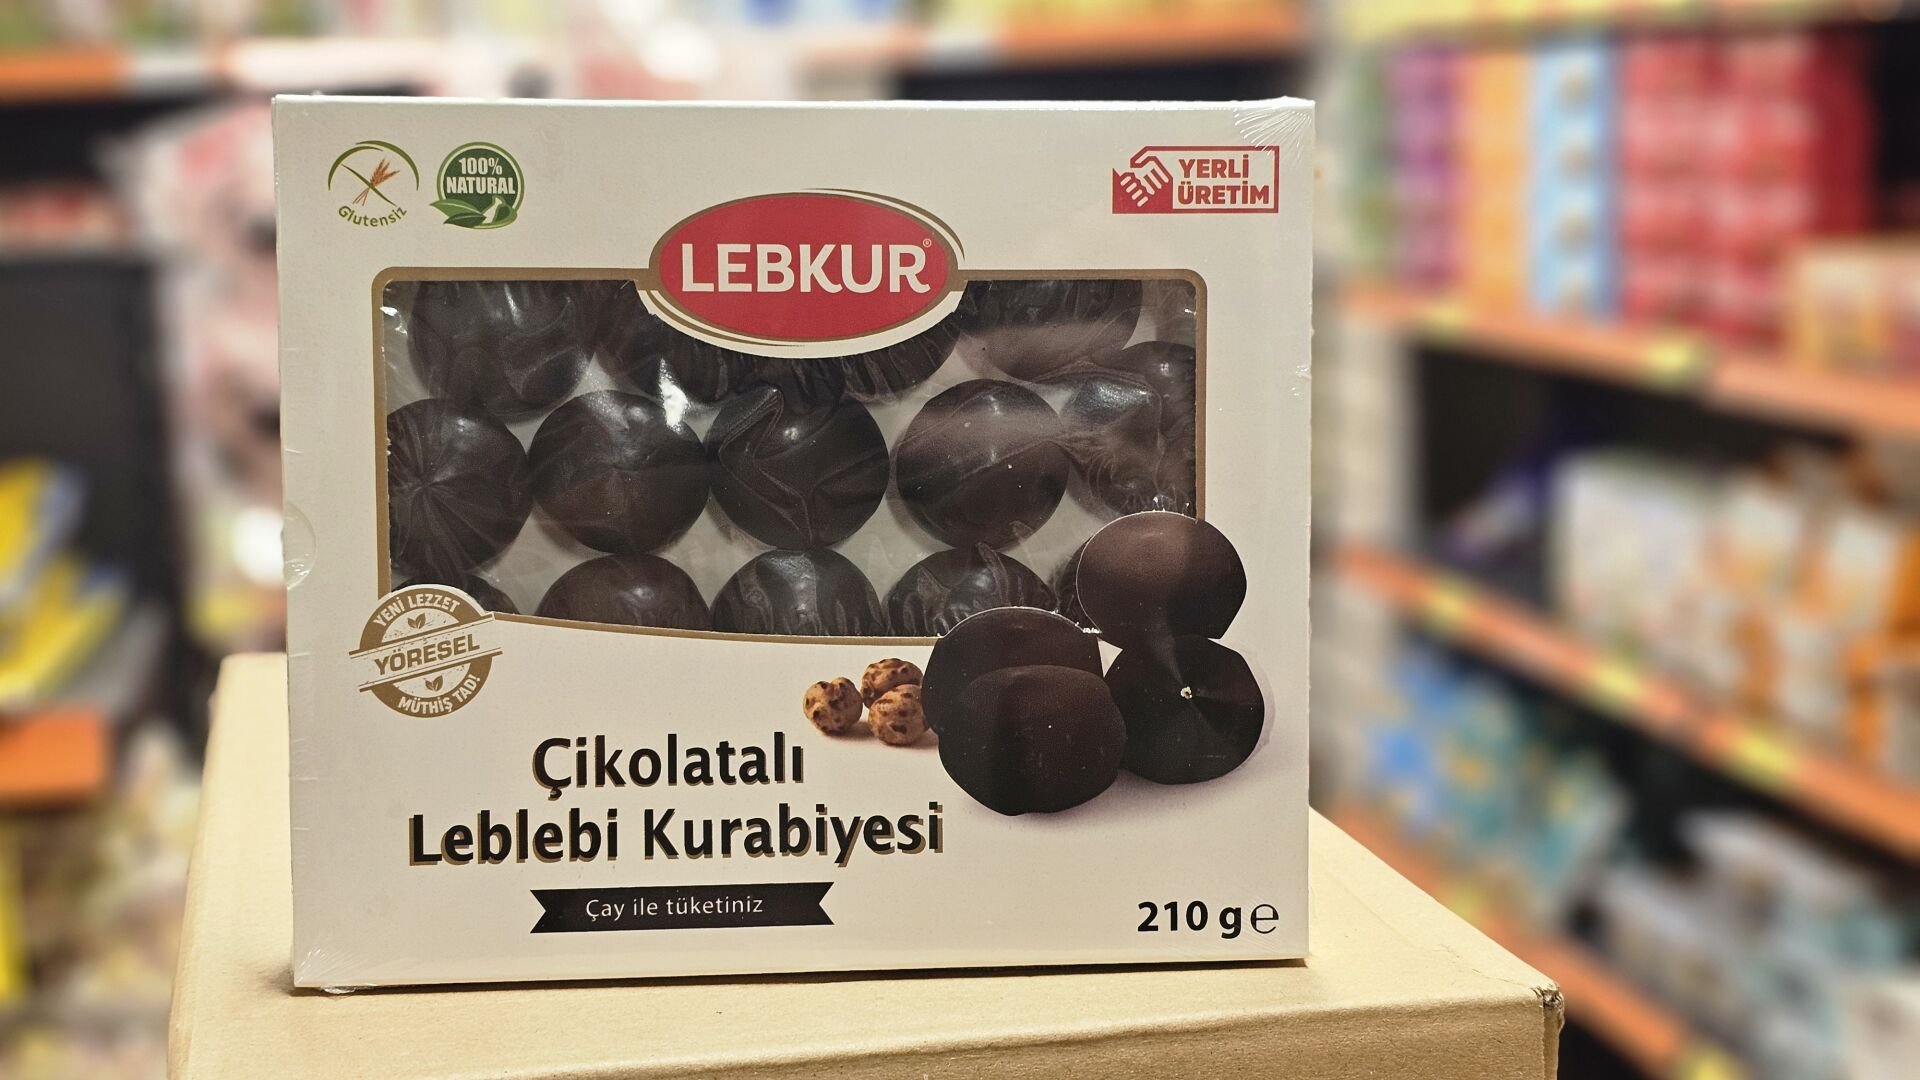 Glutensiz
100%
NATURAL
YERLİ
ÜRETİM
LEBKUR®
YENİ LEZZET
YÖRESEL
MÜTHİŞ TAD!
Çikolatalı
Leblebi Kurabiyesi
Çay ile tüketiniz
210 g℮